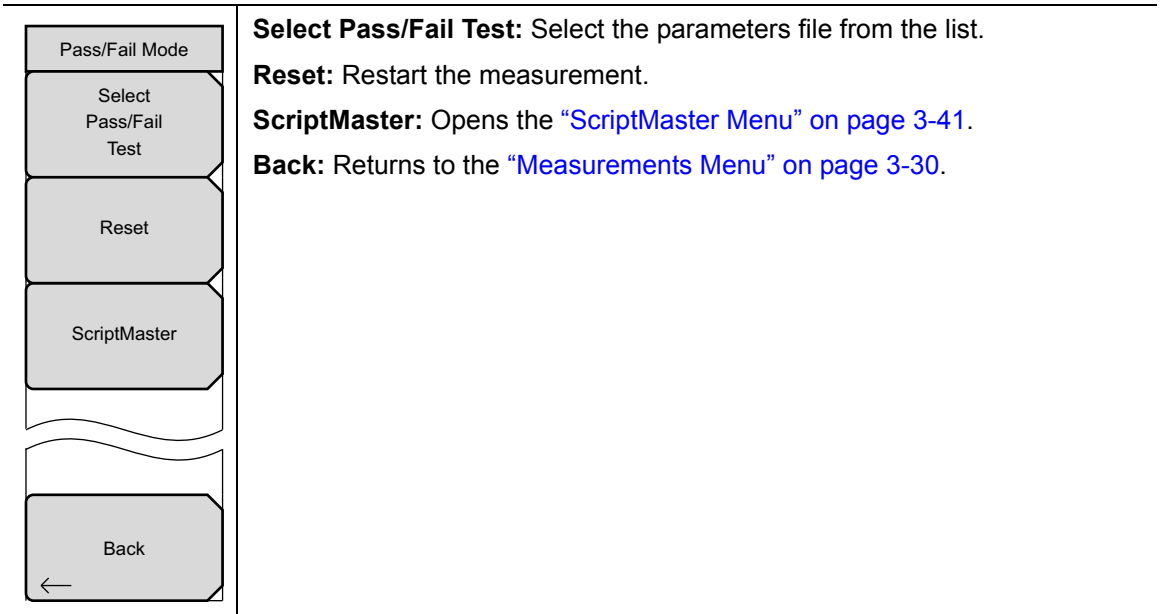 Pass/Fail Mode
Select
Pass/Fail
Test
Reset
ScriptMaster
Back
Select Pass/Fail Test: Select the parameters file from the list.
Reset: Restart the measurement.
ScriptMaster: Opens the “ScriptMaster Menu” on page 3-41.
Back: Returns to the “Measurements Menu” on page 3-30.